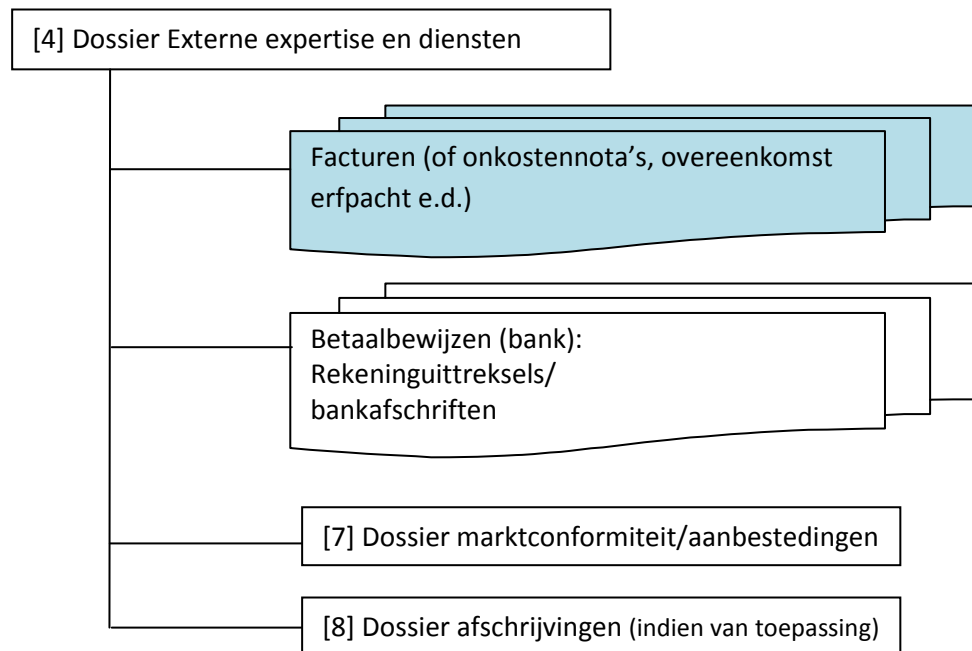 [4] Dossier Externe expertise en diensten
Facturen (of onkostennota’s, overeenkomst
erfpacht e.d.)
Betaalbewijzen (bank):
Rekeninguittreksels/
bankafschriften
[7] Dossier marktconformiteit/aanbestedingen
[8] Dossier afschrijvingen (indien van toepassing)